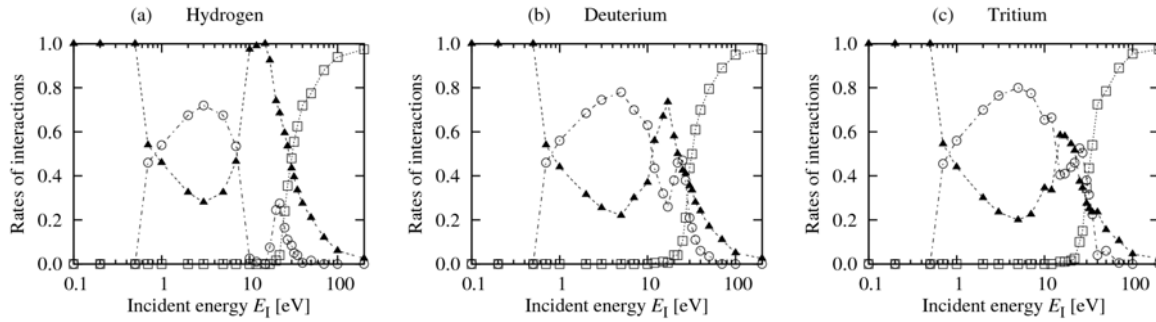 (a) Hydrogen
(b) Deuterium
(c) Tritium
Rates of interactions
1.0
0.8
0.6
0.4
0.2
0.0
0.1 1 10 100
Incident energy E_I [eV]
Rates of interactions
1.0
0.8
0.6
0.4
0.2
0.0
0.1 1 10 100
Incident energy E_I [eV]
Rates of interactions
1.0
0.8
0.6
0.4
0.2
0.0
0.1 1 10 100
Incident energy E_I [eV]